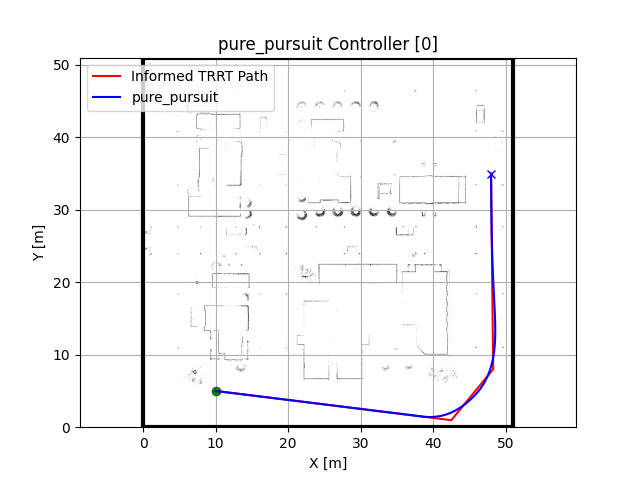 pure_pursuit Controller [0]
Informed TRRT Path
pure_pursuit
Y [m]
50
40
30
20
10
0
0 10 20 30 40 50
X [m]